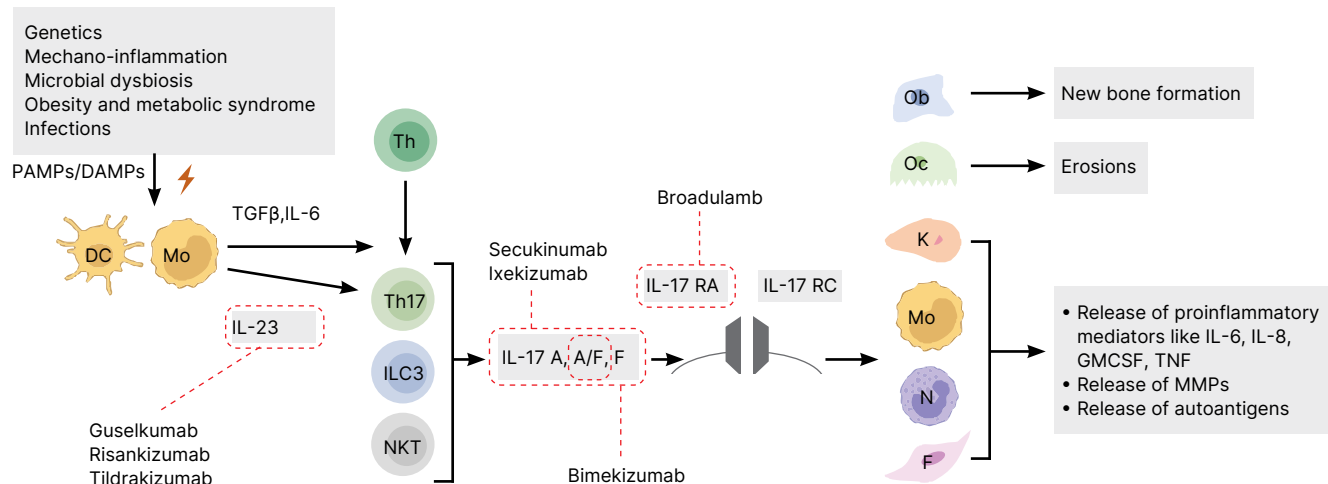 Genetics
Mechano-inflammation
Microbial dysbiosis
Obesity and metabolic syndrome
Infections
PAMPs/DAMPs
DC
Mo
TGFβ,IL-6
IL-23
Guselkumab
Risankizumab
Tildrakizumab
Th
Th17
ILC3
NKT
Secukinumab
Ixekizumab
IL-17 A, A/F, F
Bimekizumab
Broadulamb
IL-17 RA
IL-17 RC
Ob
New bone formation
Oc
Erosions
K
Mo
N
F
• Release of proinflammatory
mediators like IL-6, IL-8,
GMCSF, TNF
• Release of MMPs
• Release of autoantigens